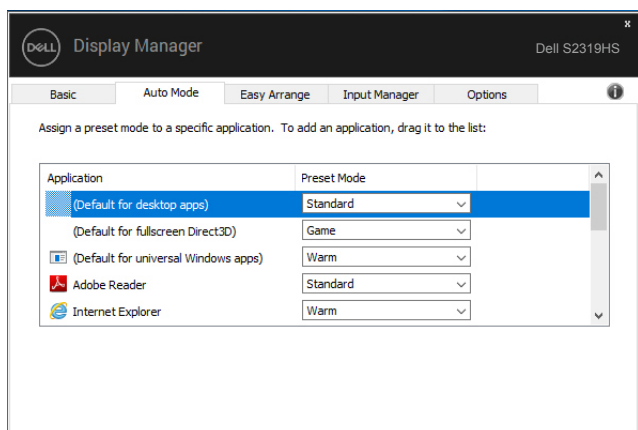 x
DELL Display Manager Dell S2319HS
Basic Auto Mode Easy Arrange Input Manager Options i
Assign a preset mode to a specific application. To add an application, drag it to the list:
Application Preset Mode
(Default for desktop apps) Standard
(Default for fullscreen Direct3D) Game
(Default for universal Windows apps) Warm
Adobe Reader Standard
Internet Explorer Warm